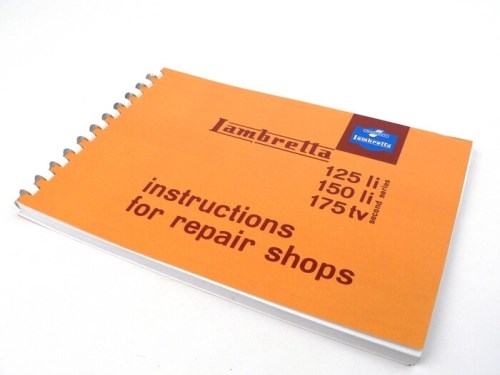 Lambretta
Lambretta
125 li
150 li
175 tv
second series
instructions
for repair shops